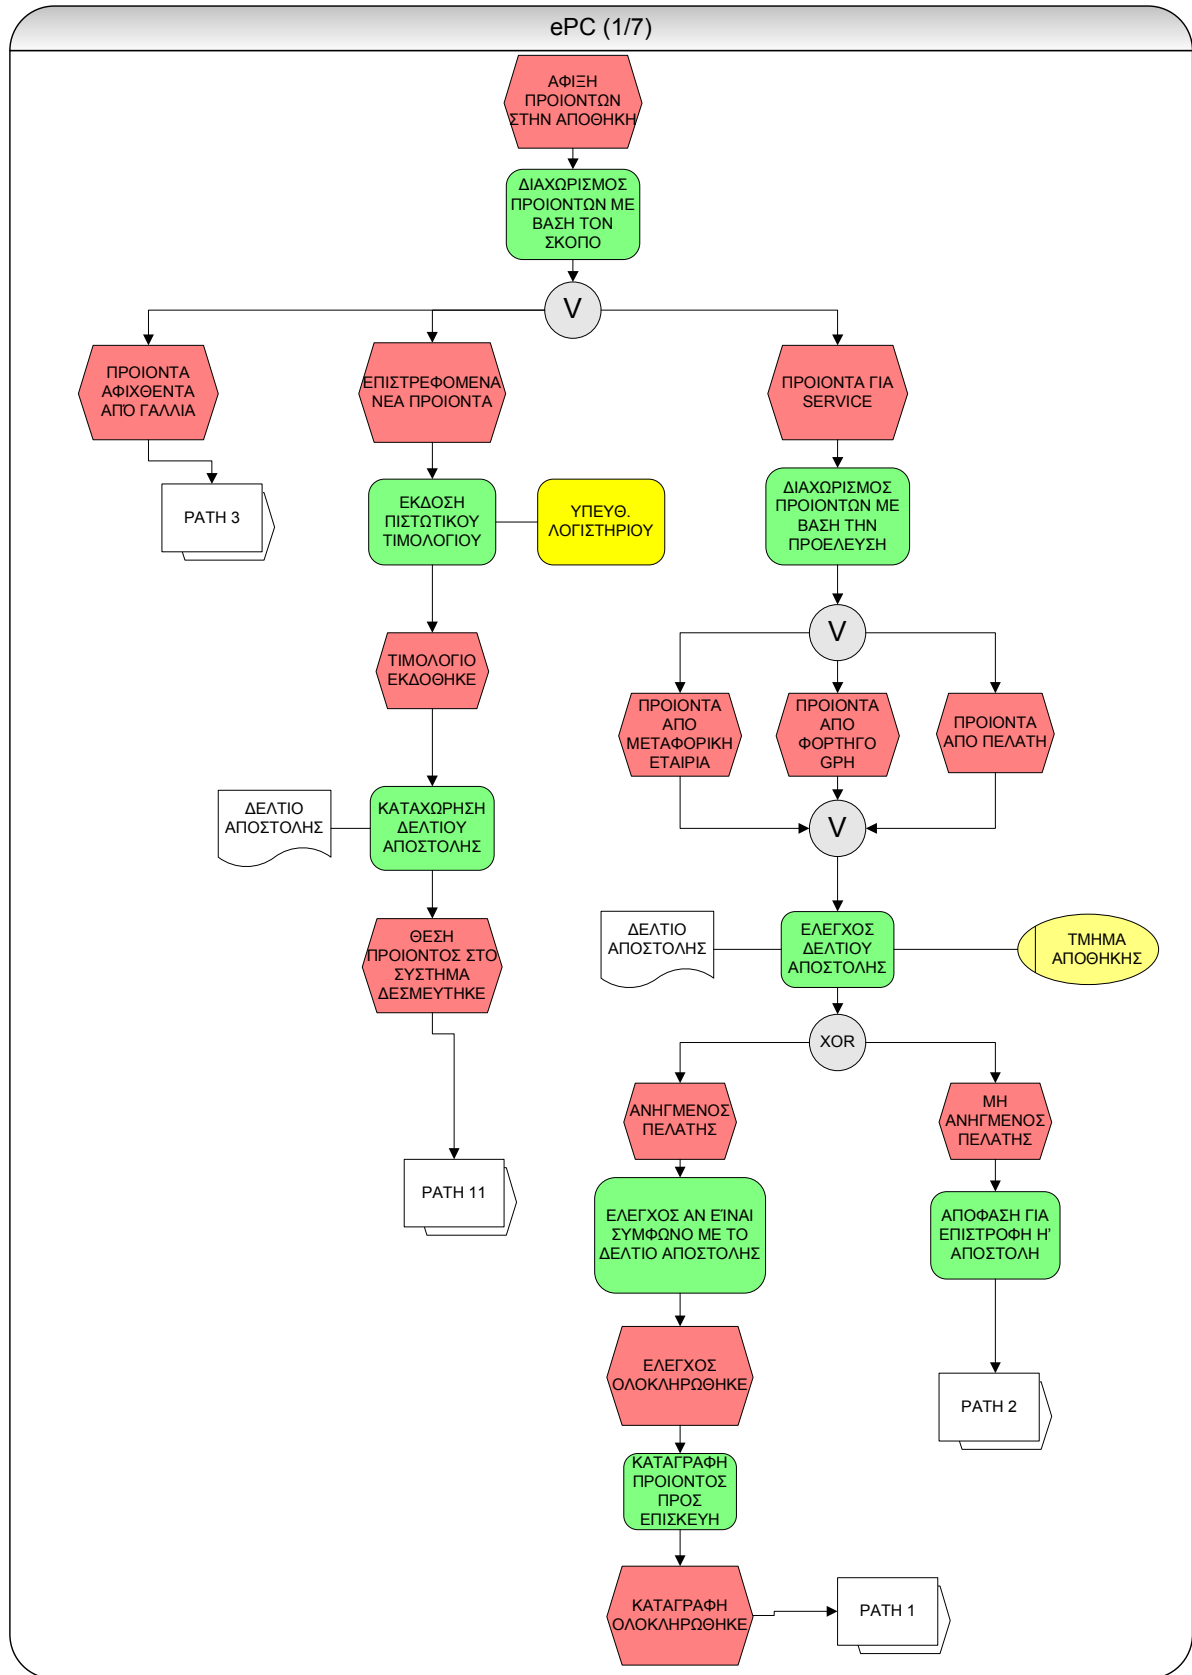 ePC (1/7)
ΑΦΙΞΗ
ΠΡΟΙΟΝΤΩΝ
ΣΤΗΝ ΑΠΟΘΗΚΗ
ΔΙΑΧΩΡΙΣΜΟΣ
ΠΡΟΙΟΝΤΩΝ ΜΕ
ΒΑΣΗ ΤΟΝ
ΣΚΟΠΟ
V
ΠΡΟΙΟΝΤΑ
ΑΦΙΧΘΕΝΤΑ
ΑΠΌ ΓΑΛΛΙΑ
ΕΠΙΣΤΡΕΦΟΜΕΝΑ
ΝΕΑ ΠΡΟΙΟΝΤΑ
ΠΡΟΙΟΝΤΑ ΓΙΑ
SERVICE
PATH 3
ΕΚΔΟΣΗ
ΠΙΣΤΩΤΙΚΟΥ
ΤΙΜΟΛΟΓΙΟΥ
ΥΠΕΥΘ.
ΛΟΓΙΣΤΗΡΙΟΥ
ΔΙΑΧΩΡΙΣΜΟΣ
ΠΡΟΙΟΝΤΩΝ ΜΕ
ΒΑΣΗ ΤΗΝ
ΠΡΟΕΛΕΥΣΗ
V
ΤΙΜΟΛΟΓΙΟ
ΕΚΔΟΘΗΚΕ
ΠΡΟΙΟΝΤΑ
ΑΠΟ
ΜΕΤΑΦΟΡΙΚΗ
ΕΤΑΙΡΙΑ
ΠΡΟΙΟΝΤΑ
ΑΠΟ
ΦΟΡΤΗΓΟ
GPH
ΠΡΟΙΟΝΤΑ
ΑΠΟ ΠΕΛΑΤΗ
ΔΕΛΤΙΟ
ΑΠΟΣΤΟΛΗΣ
ΚΑΤΑΧΩΡΗΣΗ
ΔΕΛΤΙΟΥ
ΑΠΟΣΤΟΛΗΣ
V
ΘΕΣΗ
ΠΡΟΙΟΝΤΟΣ ΣΤΟ
ΣΥΣΤΗΜΑ
ΔΕΣΜΕΥΤΗΚΕ
ΔΕΛΤΙΟ
ΑΠΟΣΤΟΛΗΣ
ΕΛΕΓΧΟΣ
ΔΕΛΤΙΟΥ
ΑΠΟΣΤΟΛΗΣ
ΤΜΗΜΑ
ΑΠΟΘΗΚΗΣ
XOR
ΑΝΗΓΜΕΝΟΣ
ΠΕΛΑΤΗΣ
ΜΗ
ΑΝΗΓΜΕΝΟΣ
ΠΕΛΑΤΗΣ
PATH 11
ΕΛΕΓΧΟΣ ΑΝ ΕΊΝΑΙ
ΣΥΜΦΩΝΟ ΜΕ ΤΟ
ΔΕΛΤΙΟ ΑΠΟΣΤΟΛΗΣ
ΑΠΟΦΑΣΗ ΓΙΑ
ΕΠΙΣΤΡΟΦΗ Η'
ΑΠΟΣΤΟΛΗ
ΕΛΕΓΧΟΣ
ΟΛΟΚΛΗΡΩΘΗΚΕ
PATH 2
ΚΑΤΑΓΡΑΦΗ
ΠΡΟΙΟΝΤΟΣ
ΠΡΟΣ
ΕΠΙΣΚΕΥΗ
ΚΑΤΑΓΡΑΦΗ
ΟΛΟΚΛΗΡΩΘΗΚΕ
PATH 1